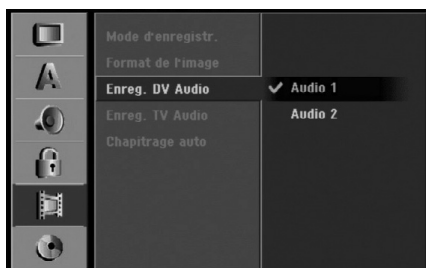 Mode d'enregistr.
Format de l'image
Enreg. DV Audio
Audio 1
Enreg. TV Audio
Audio 2
Chapitrage auto